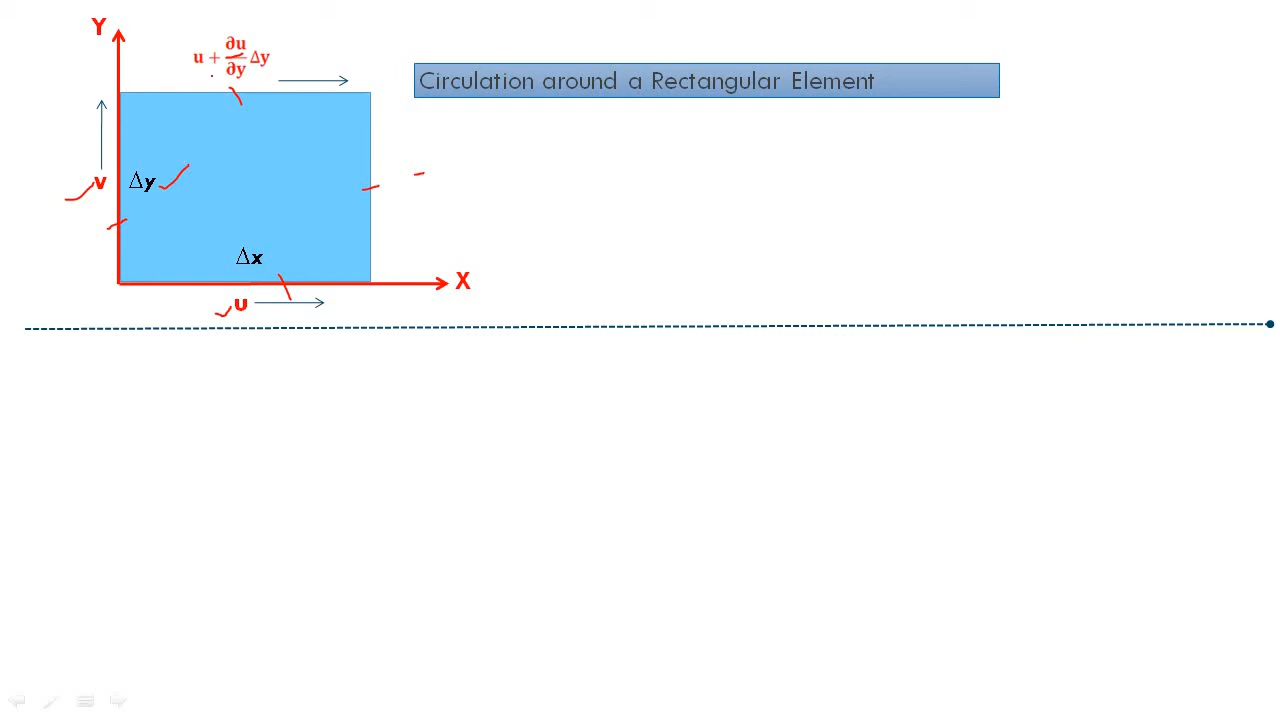 Y
u + ∂u/∂y Δy
Circulation around a Rectangular Element
v
Δy
Δx
X
u